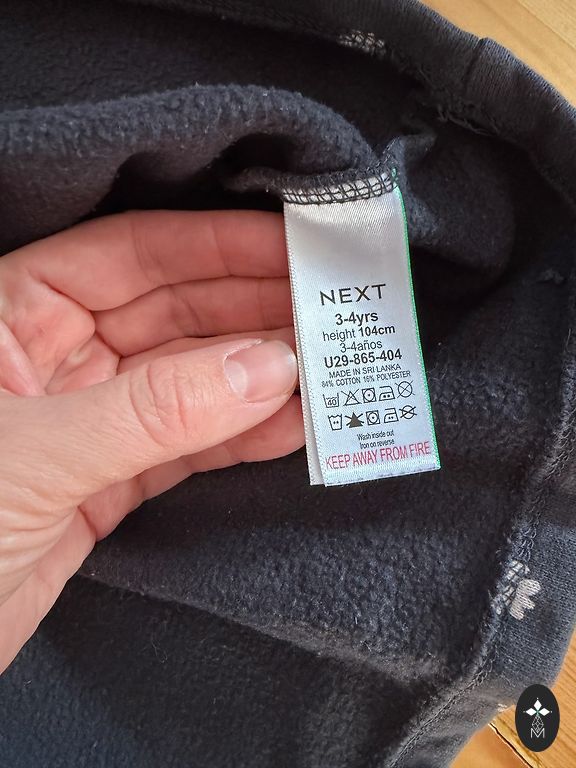 NEXT
3-4yrs
height 104cm
3-4años
U29-865-404
MADE IN SRI LANKA
84% COTTON 16% POLYESTER
40
Wash inside out
Iron on reverse
KEEP AWAY FROM FIRE
M